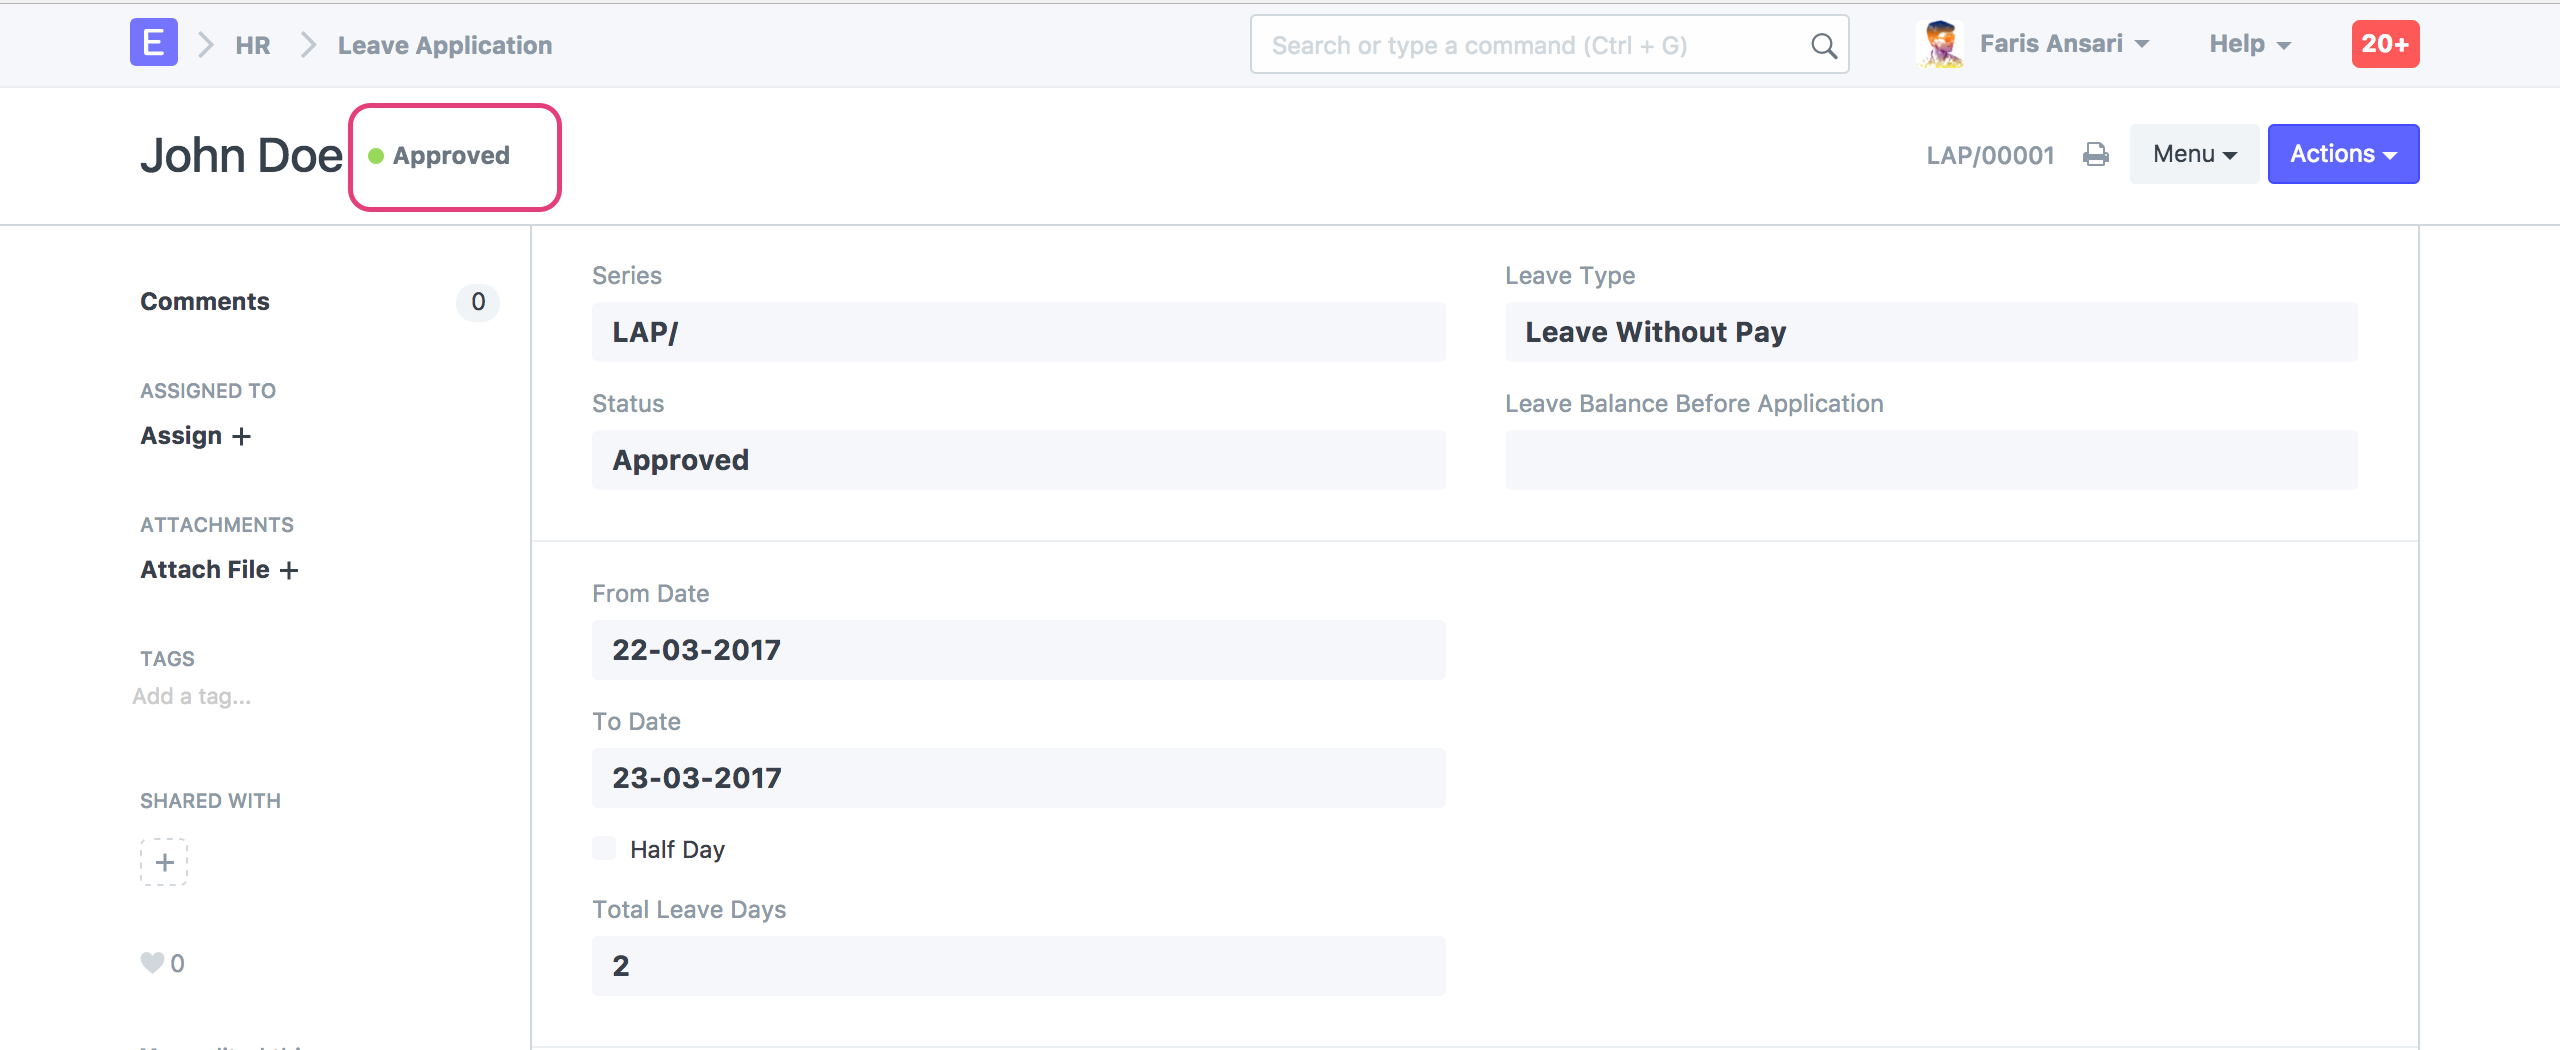 E HR Leave Application Search or type a command (Ctrl + G) Faris Ansari Help 20+
John Doe Approved LAP/00001 Menu Actions
Comments 0
ASSIGNED TO
Assign +
ATTACHMENTS
Attach File +
TAGS
Add a tag...
SHARED WITH
+
0
Series
LAP/
Status
Approved
Leave Type
Leave Without Pay
Leave Balance Before Application
From Date
22-03-2017
To Date
23-03-2017
Half Day
Total Leave Days
2